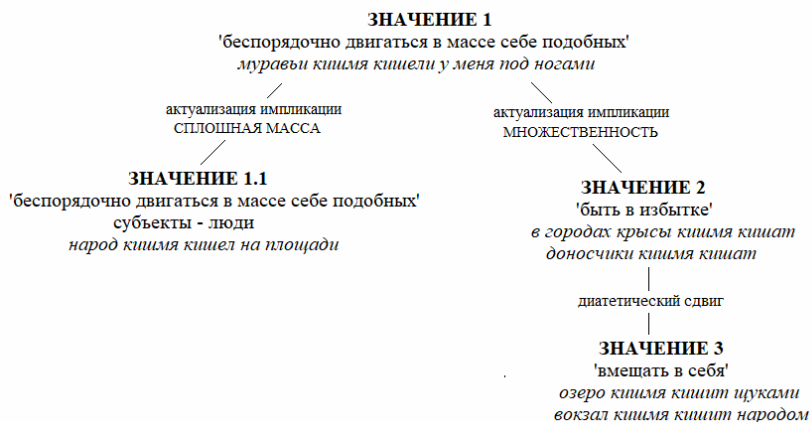 ЗНАЧЕНИЕ 1
'беспорядочно двигаться в массе себе подобных'
муравьи кишмя кишели у меня под ногами
актуализация импликации
СПЛОШНАЯ МАССА
актуализация импликации
МНОЖЕСТВЕННОСТЬ
ЗНАЧЕНИЕ 1.1
'беспорядочно двигаться в массе себе подобных'
субъекты - люди
народ кишмя кишел на площади
ЗНАЧЕНИЕ 2
'быть в избытке'
в городах крысы кишмя кишат
доносчики кишмя кишат
диатетический сдвиг
ЗНАЧЕНИЕ 3
'вмещать в себя'
озеро кишмя кишит щуками
вокзал кишмя кишит народом